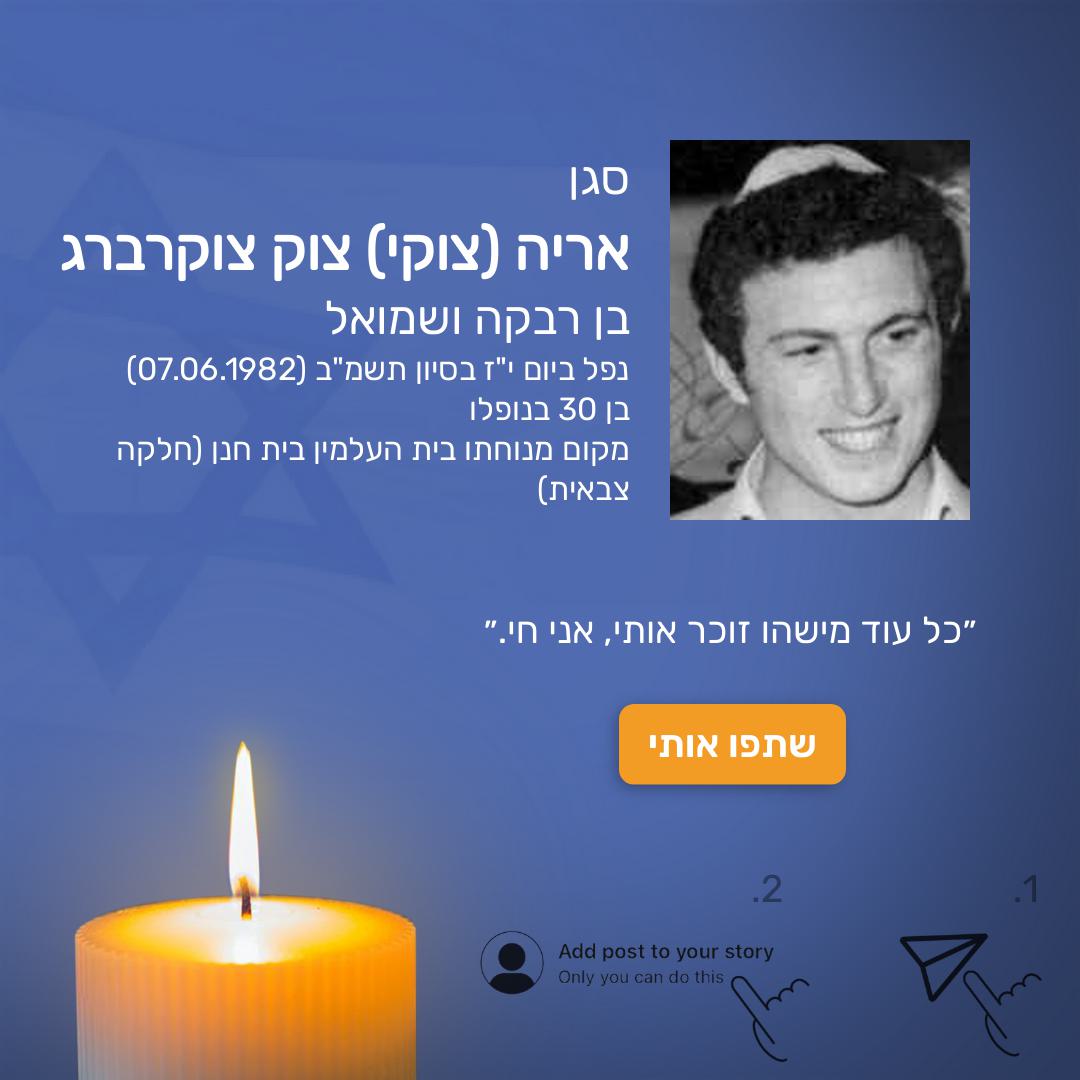 סגן
אריה (צוקי) צוק צוקרברג
בן רבקה ושמואל
נפל ביום י"ז בסיון תשמ"ב (07.06.1982)
בן 30 בנופלו
מקום מנוחתו בית העלמין בית חנן (חלקה
צבאית)
״כל עוד מישהו זוכר אותי, אני חי.״
שתפו אותי
1.
2.
Add post to your story
Only you can do this